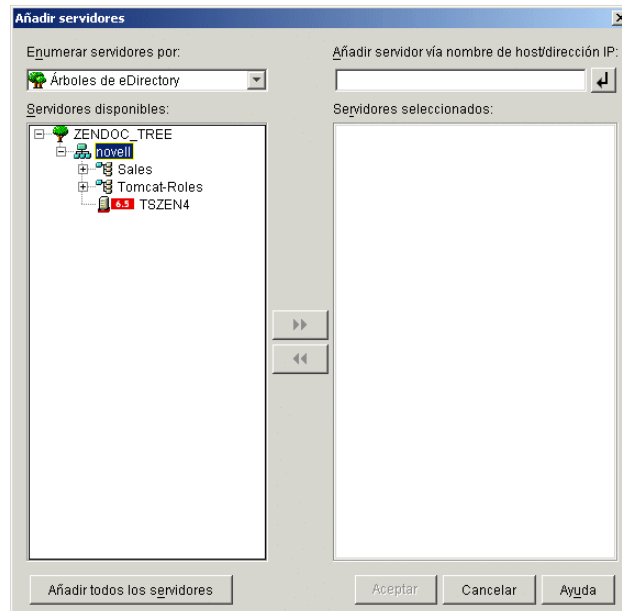 Añadir servidores
Enumerar servidores por:
Árboles de eDirectory
Servidores disponibles:
ZENDOC_TREE
novell
Sales
Tomcat-Roles
6.5 TSZEN4
Añadir todos los servidores
Añadir servidor vía nombre de host/dirección IP:
Servidores seleccionados:
Aceptar
Cancelar
Ayuda